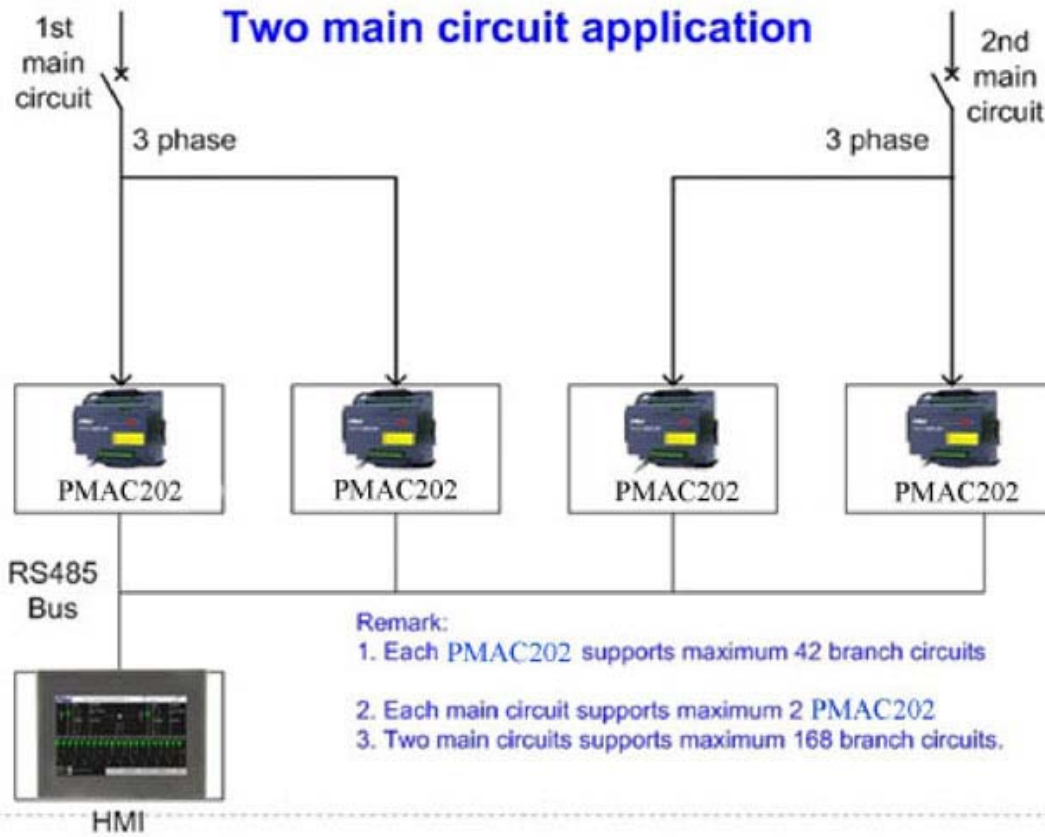 Two main circuit application
1st
main
circuit
2nd
main
circuit
3 phase
3 phase
PMAC202
PMAC202
PMAC202
PMAC202
RS485
Bus
Remark:
1. Each PMAC202 supports maximum 42 branch circuits
2. Each main circuit supports maximum 2 PMAC202
3. Two main circuits supports maximum 168 branch circuits.
HMI